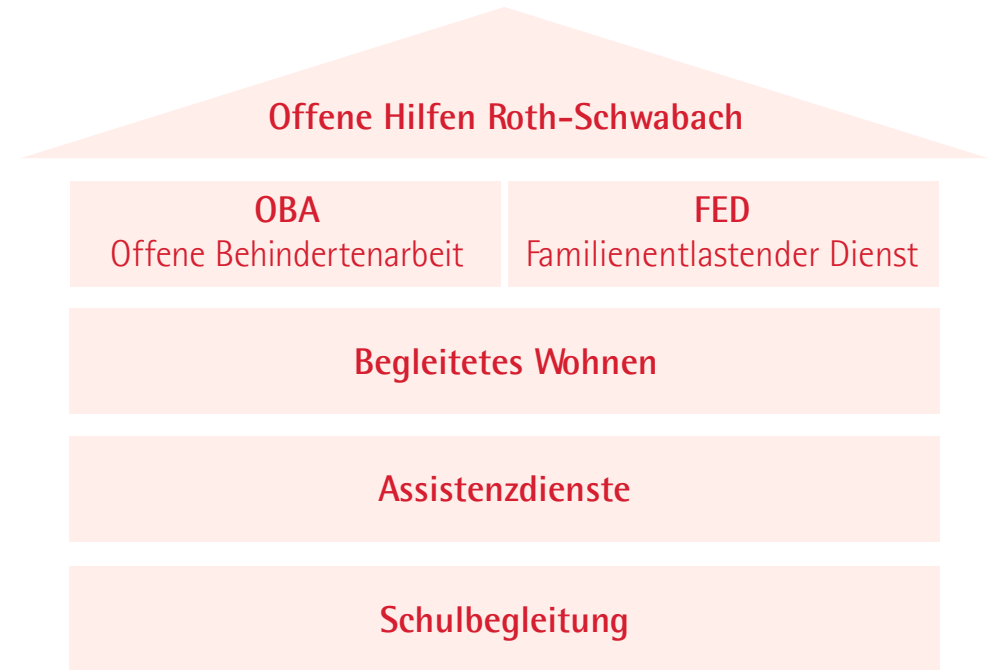 Offene Hilfen Roth-Schwabach
OBA
Offene Behindertenarbeit
FED
Familienentlastender Dienst
Begleitetes Wohnen
Assistenzdienste
Schulbegleitung